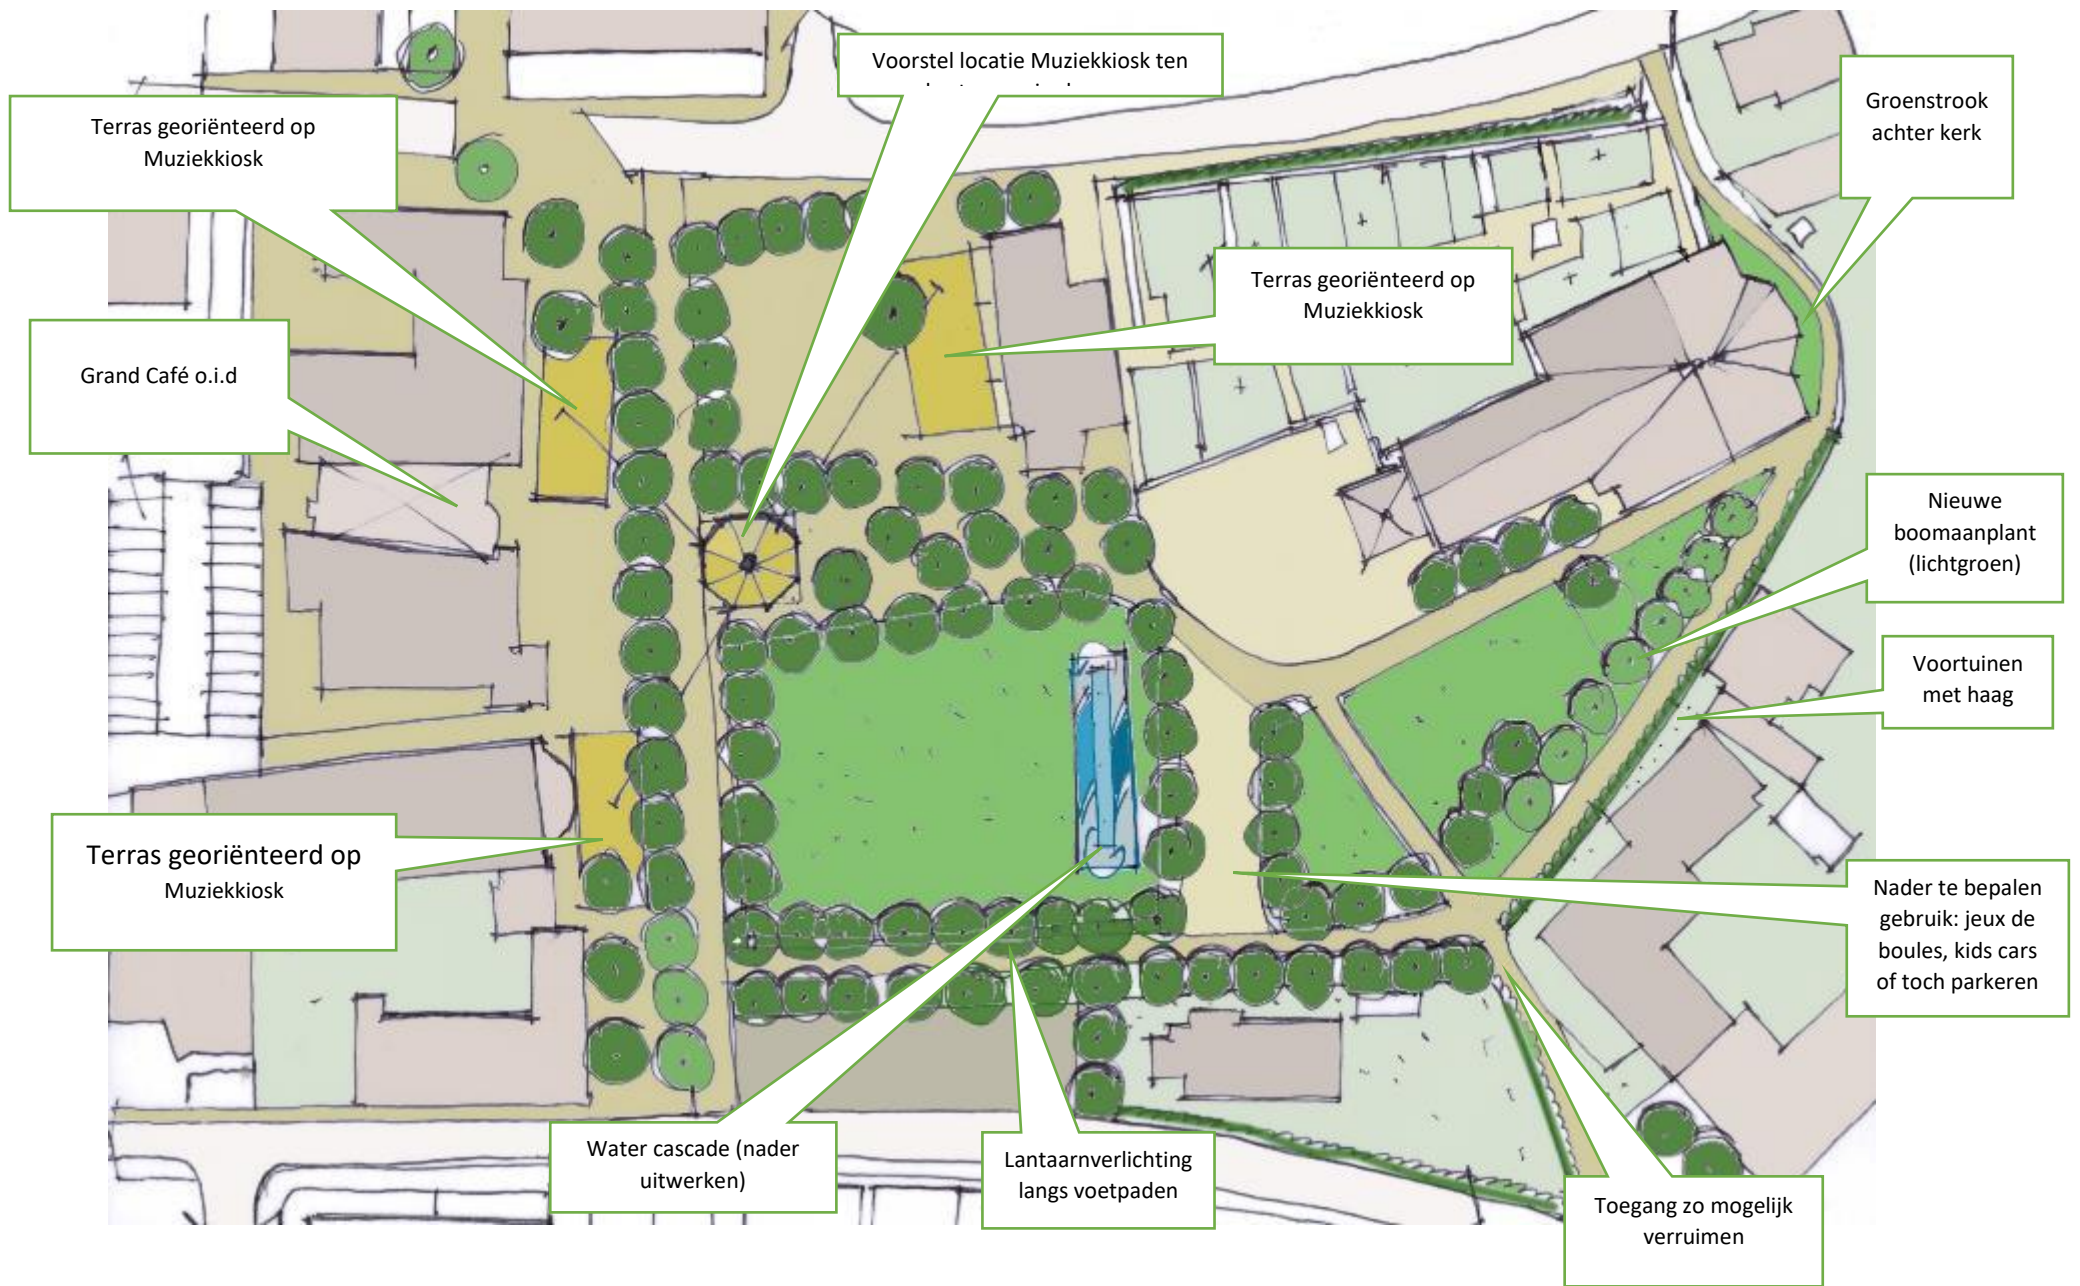 Voorstel locatie Muziekkiosk ten
Terras georiënteerd op
Muziekkiosk
Groenstrook
achter kerk
Terras georiënteerd op
Muziekkiosk
Grand Café o.i.d
Nieuwe
boomaanplant
(lichtgroen)
Voortuinen
met haag
Terras georiënteerd op
Muziekkiosk
Nader te bepalen
gebruik: jeux de
boules, kids cars
of toch parkeren
Water cascade (nader
uitwerken)
Lantaarnverlichting
langs voetpaden
Toegang zo mogelijk
verruimen